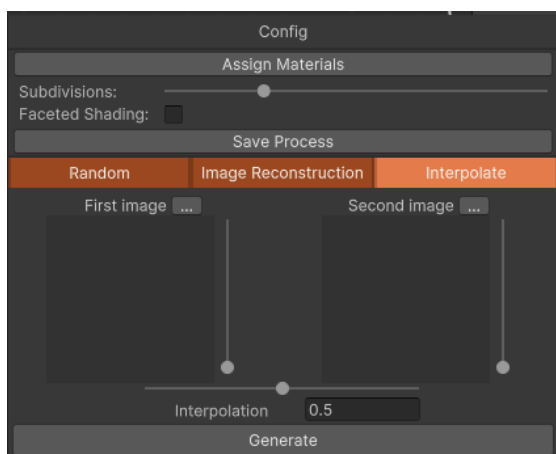 Config
Assign Materials
Subdivisions:
Faceted Shading:
Save Process
Random Image Reconstruction Interpolate
First image ... Second image ...
Interpolation 0.5
Generate